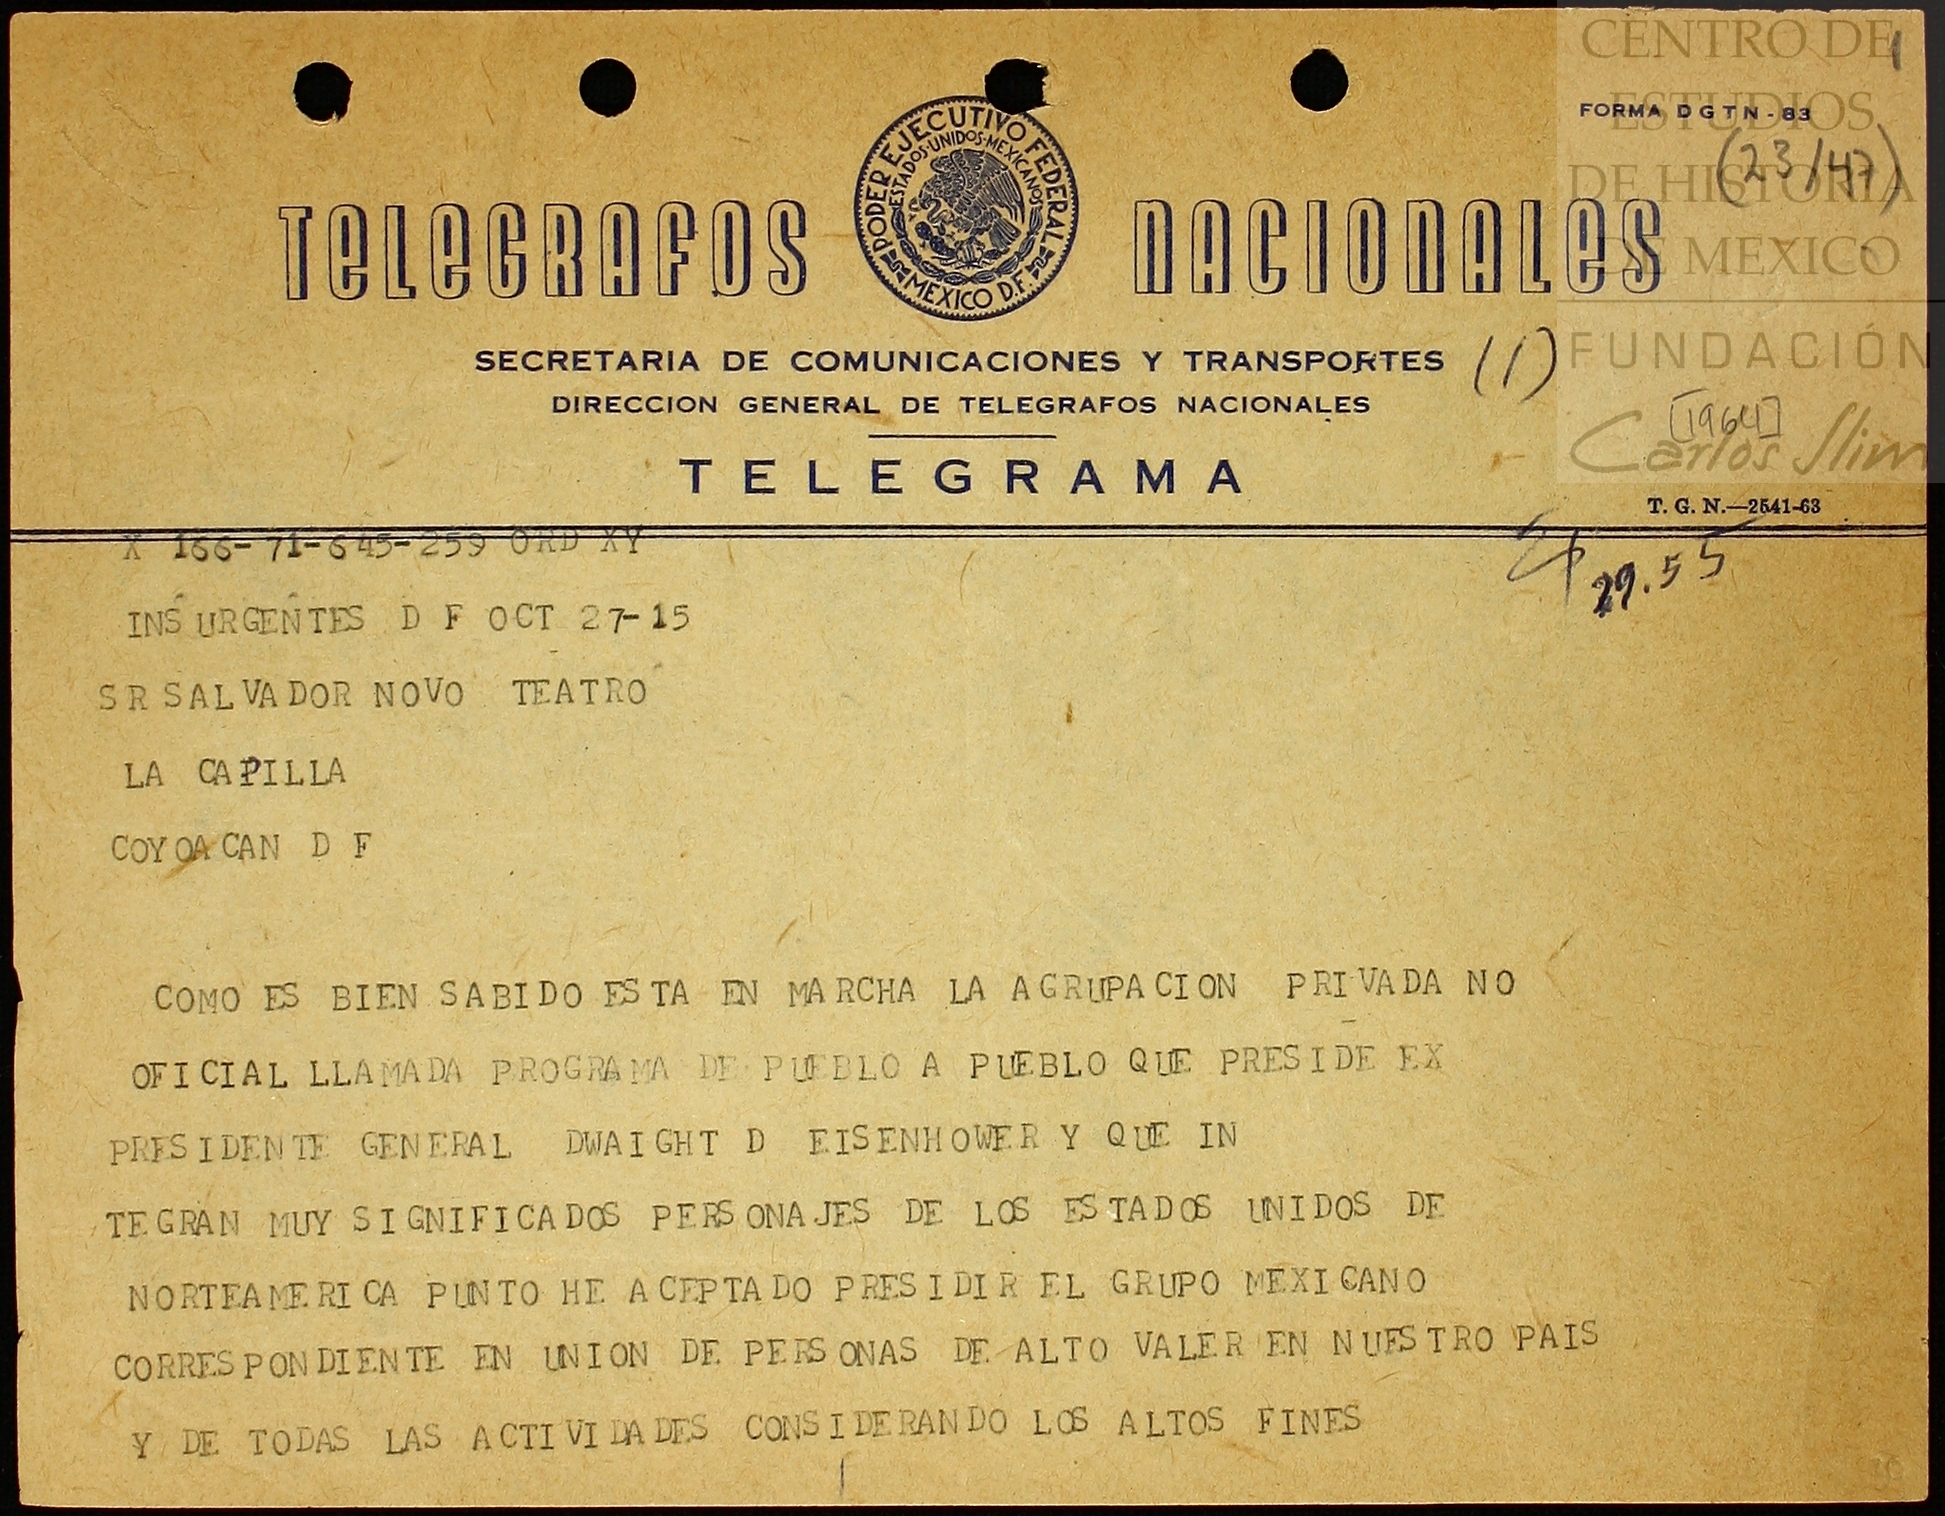 CENTRO DE
ESTUDIOS
DE HISTORIA
DE MEXICO
FUNDACIÓN
Carlos Slim
1
FORMA D G T N - 83
(23/47)
TELEGRAFOS NACIONALES
PODER EJECUTIVO FEDERAL
ESTADOS·UNIDOS·MEXICANOS
MEXICO D.F.
SECRETARIA DE COMUNICACIONES Y TRANSPORTES (1)
DIRECCION GENERAL DE TELEGRAFOS NACIONALES
[1964]
TELEGRAMA
T. G. N.—2541-63
X 166-71-645-259 ORD XY
29.55
INSURGENTES D F OCT 27-15
SR SALVADOR NOVO TEATRO
LA CAPILLA
COYOACAN D F
COMO ES BIEN SABIDO ESTA EN MARCHA LA AGRUPACION PRIVADA NO
OFICIAL LLAMADA PROGRAMA DE PUEBLO A PUEBLO QUE PRESIDE EX
PRESIDENTE GENERAL DWAIGHT D EISENHOWER Y QUE IN
TEGRAN MUY SIGNIFICADOS PERSONAJES DE LOS ESTADOS UNIDOS DE
NORTEAMERICA PUNTO HE ACEPTADO PRESIDIR EL GRUPO MEXICANO
CORRESPONDIENTE EN UNION DE PERSONAS DE ALTO VALER EN NUESTRO PAIS
Y DE TODAS LAS ACTIVIDADES CONSIDERANDO LOS ALTOS FINES